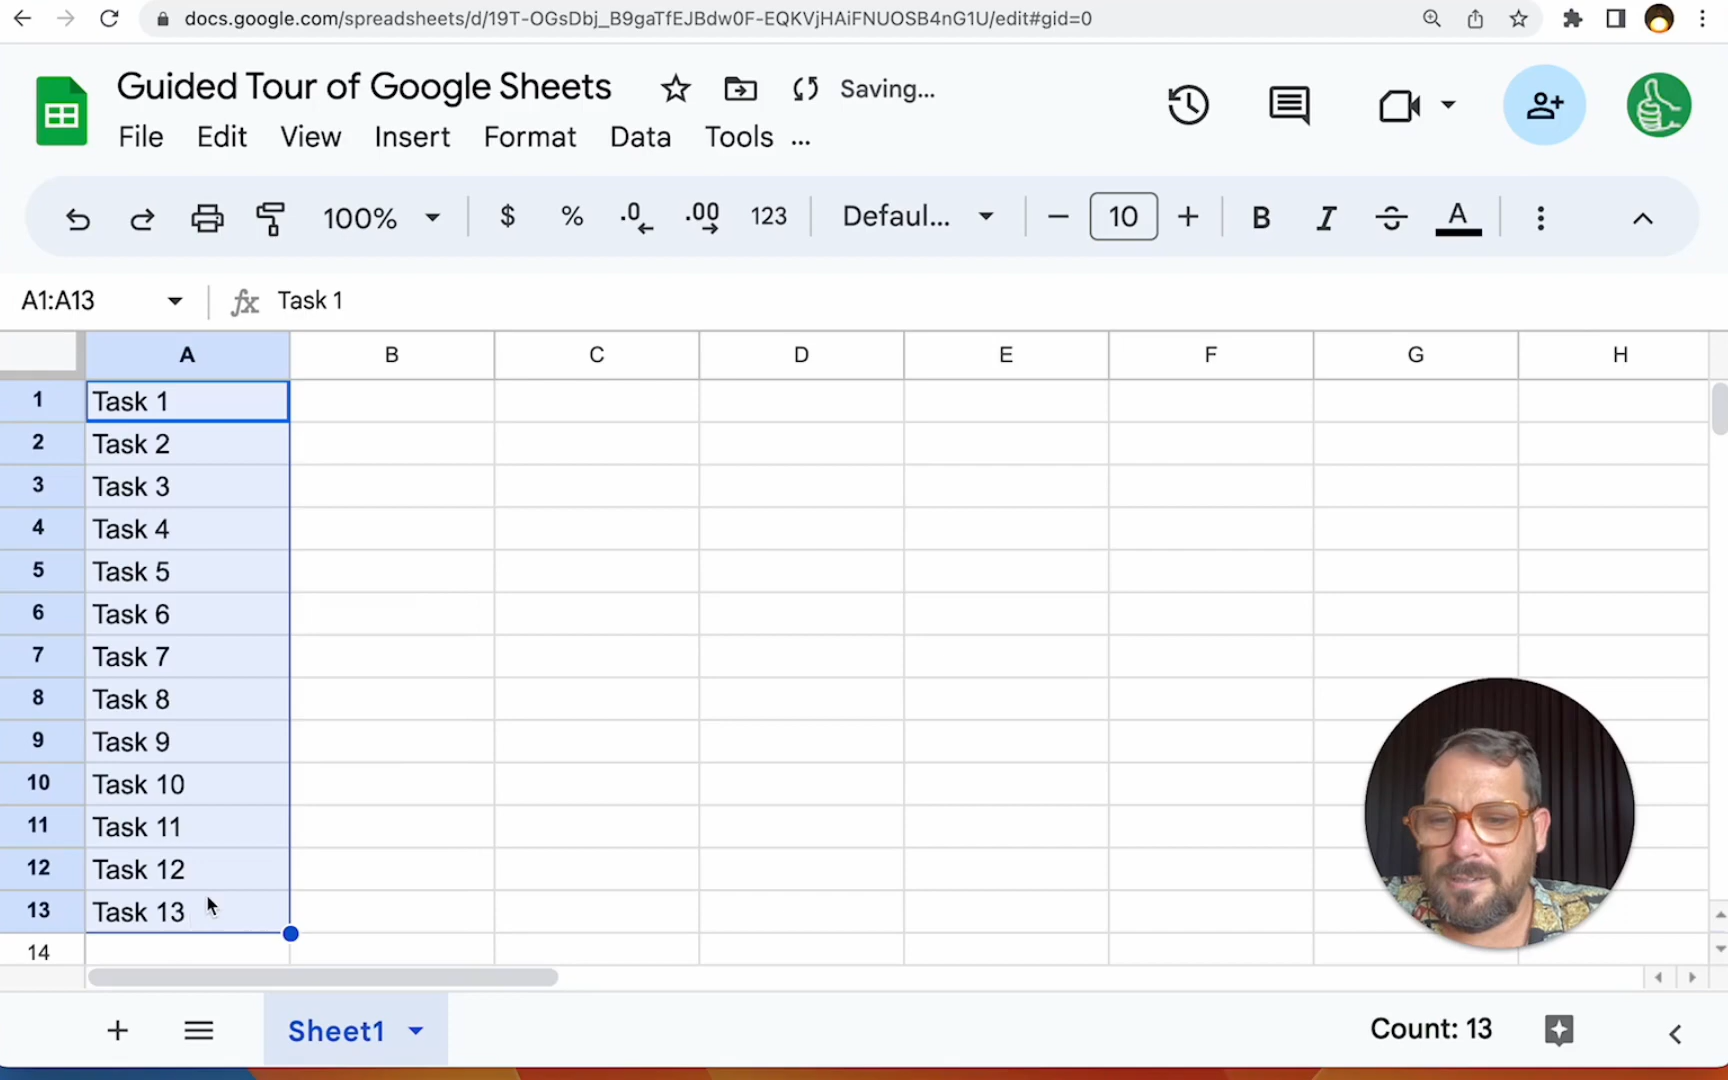 docs.google.com/spreadsheets/d/19T-OGsDbj_B9gaTfEJBdw0F-EQKVjHAiFNUOSB4nG1U/edit#gid=0
Guided Tour of Google Sheets Saving...
File Edit View Insert Format Data Tools ...
100% $ % .0 .00 123 Defaul... − 10 + B I S A
A1:A13 fx Task 1
A B C D E F G H
1 Task 1
2 Task 2
3 Task 3
4 Task 4
5 Task 5
6 Task 6
7 Task 7
8 Task 8
9 Task 9
10 Task 10
11 Task 11
12 Task 12
13 Task 13
14
+ Sheet1 Count: 13